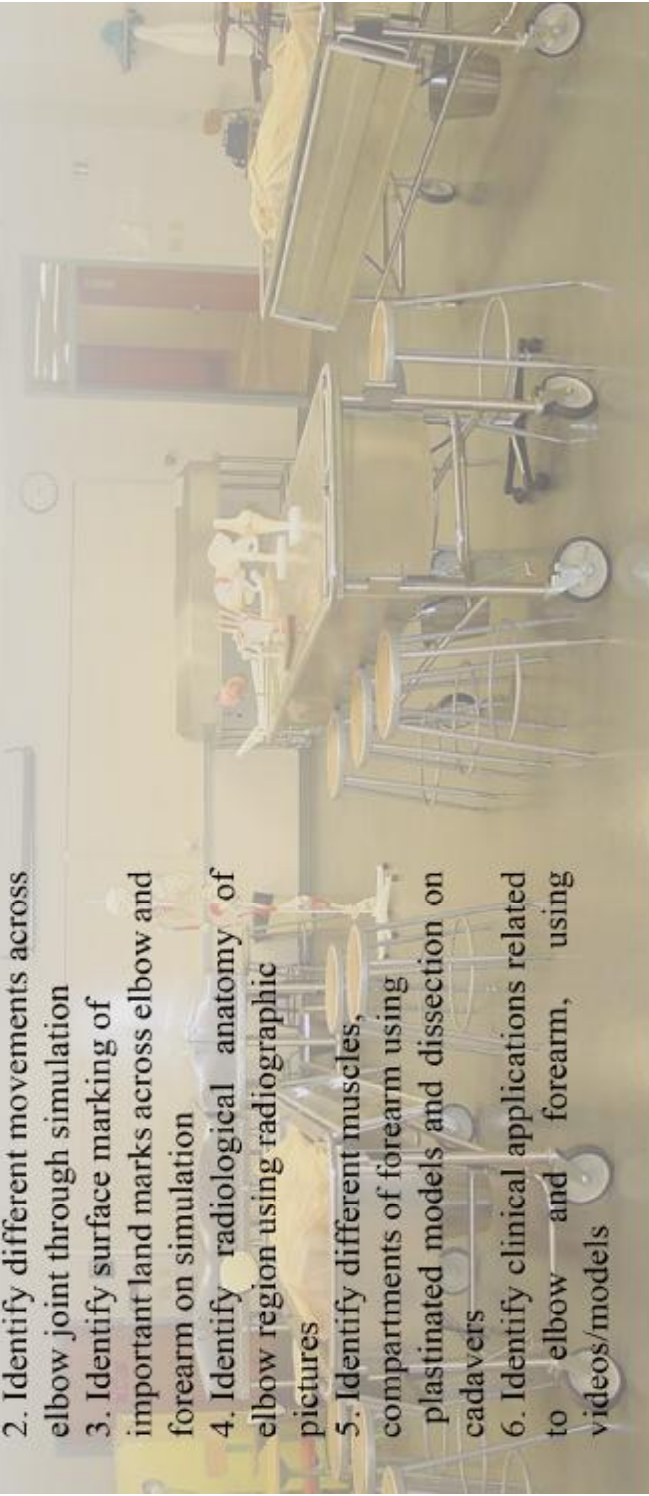 2. Identify different movements across
elbow joint through simulation
3. Identify surface marking of
important land marks across elbow and
forearm on simulation
4. Identify radiological anatomy of
elbow region using radiographic
pictures
5. Identify different muscles,
compartments of forearm using
plastinated models and dissection on
cadavers
6. Identify clinical applications related
to elbow and forearm, using
videos/models